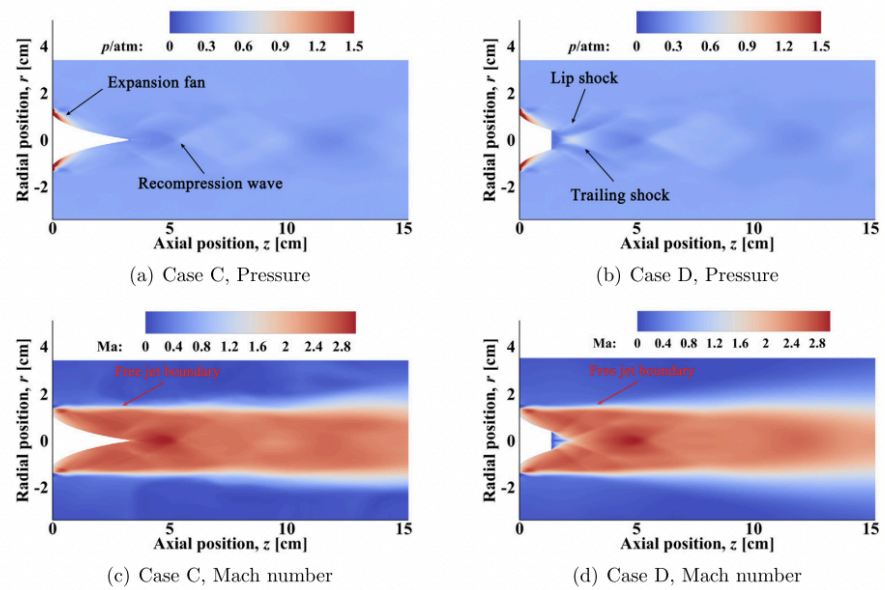 p/atm: 0 0.3 0.6 0.9 1.2 1.5
Radial position, r [cm]
4
2
0
-2
Expansion fan
Recompression wave
0 5 10 15
Axial position, z [cm]
(a) Case C, Pressure
p/atm: 0 0.3 0.6 0.9 1.2 1.5
Radial position, r [cm]
4
2
0
-2
Lip shock
Trailing shock
0 5 10 15
Axial position, z [cm]
(b) Case D, Pressure
Ma: 0 0.4 0.8 1.2 1.6 2 2.4 2.8
Radial position, r [cm]
4
2
0
-2
Free jet boundary
0 5 10 15
Axial position, z [cm]
(c) Case C, Mach number
Ma: 0 0.4 0.8 1.2 1.6 2 2.4 2.8
Radial position, r [cm]
4
2
0
-2
Free jet boundary
0 5 10 15
Axial position, z [cm]
(d) Case D, Mach number